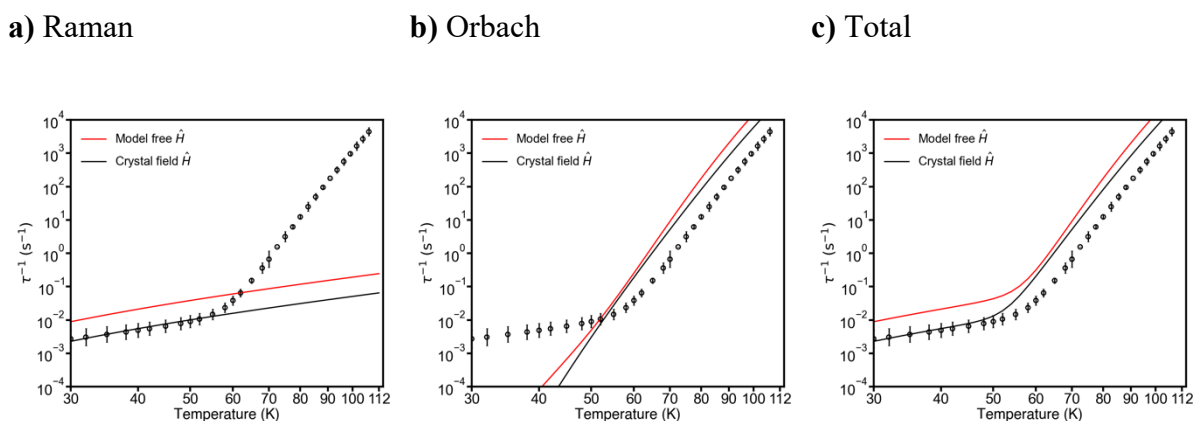 a) Raman
b) Orbach
c) Total
10⁴
10³
10²
10¹
10⁰
10⁻¹
10⁻²
10⁻³
10⁻⁴
τ⁻¹ (s⁻¹)
Model free Ĥ
Crystal field Ĥ
30 40 50 60 70 80 90 100 112
Temperature (K)
10⁴
10³
10²
10¹
10⁰
10⁻¹
10⁻²
10⁻³
10⁻⁴
τ⁻¹ (s⁻¹)
Model free Ĥ
Crystal field Ĥ
30 40 50 60 70 80 90 100 112
Temperature (K)
10⁴
10³
10²
10¹
10⁰
10⁻¹
10⁻²
10⁻³
10⁻⁴
τ⁻¹ (s⁻¹)
Model free Ĥ
Crystal field Ĥ
30 40 50 60 70 80 90 100 112
Temperature (K)